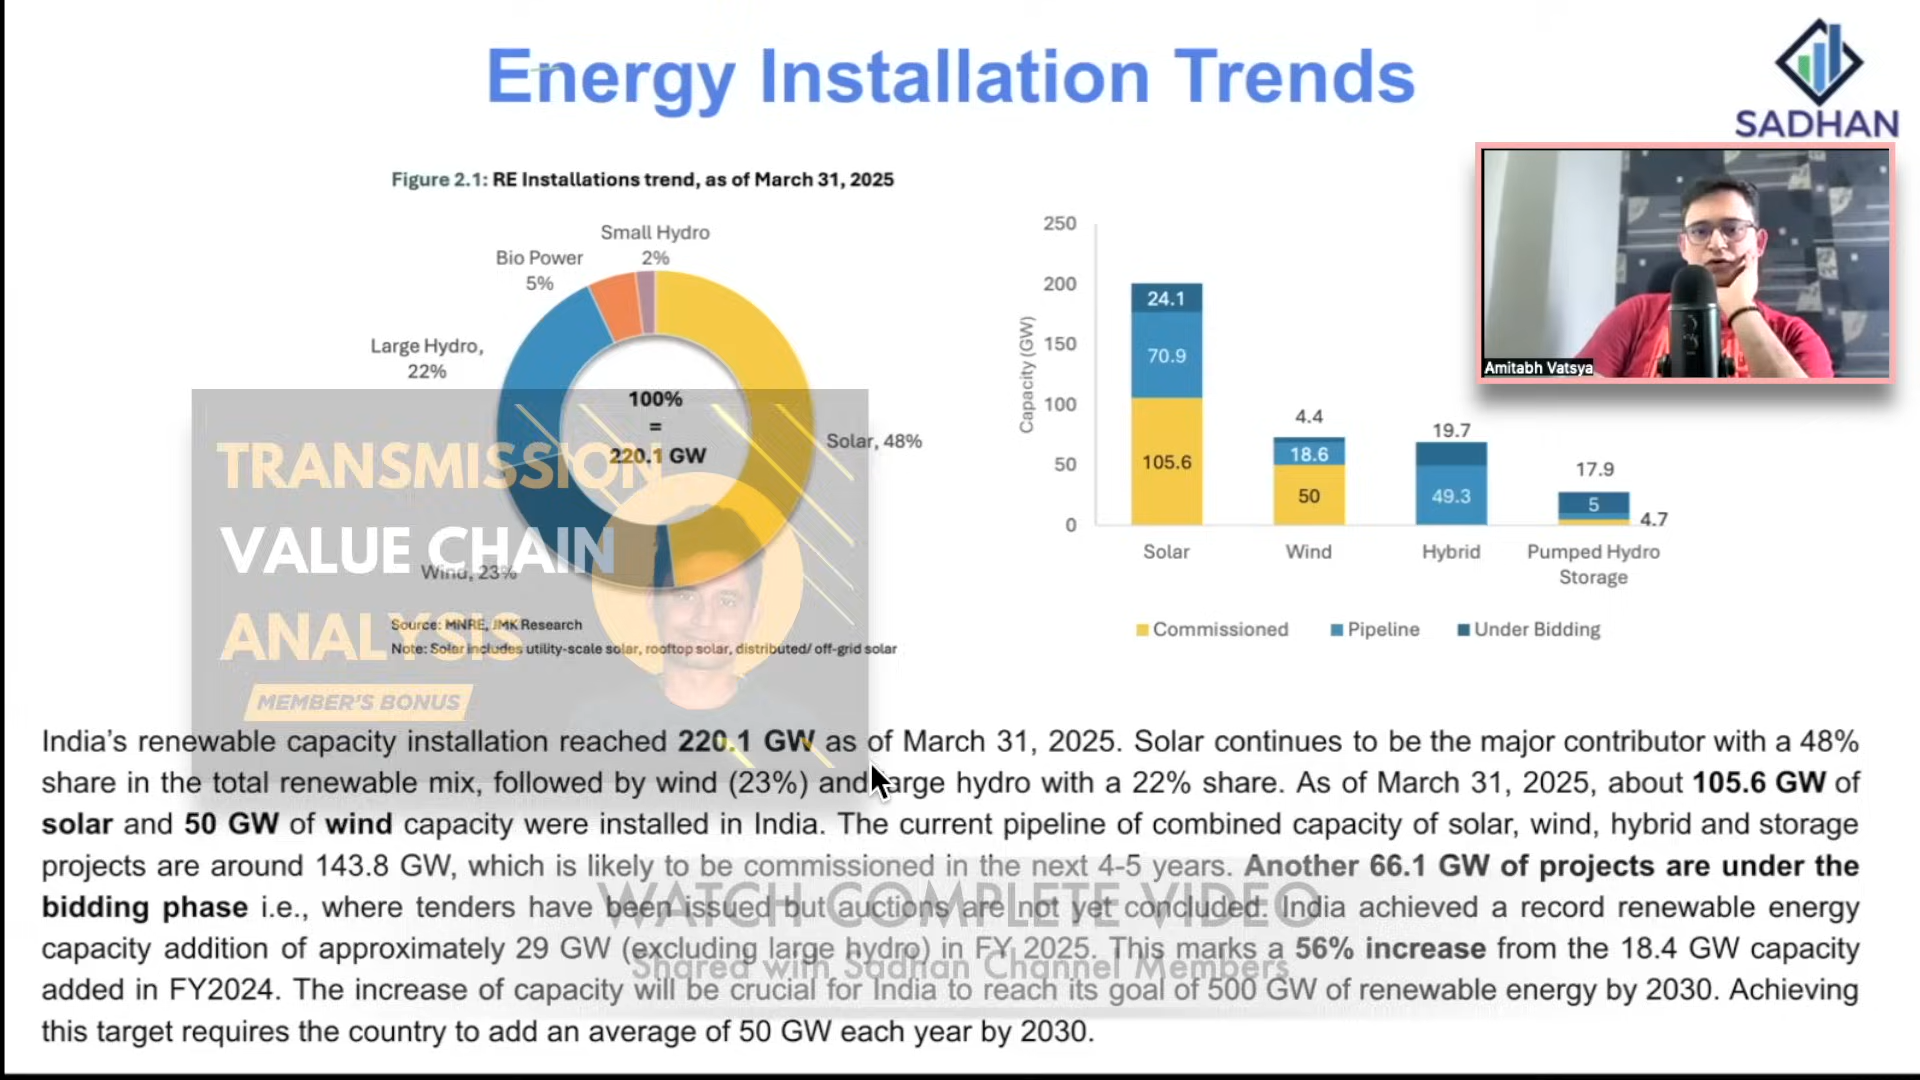 Energy Installation Trends
SADHAN
Figure 2.1: RE Installations trend, as of March 31, 2025
Small Hydro
2%
Bio Power
5%
Large Hydro,
22%
100%
=
220.1 GW
Solar, 48%
Wind, 23%
Source: MNRE, JMK Research
Note: Solar includes utility-scale solar, rooftop solar, distributed/ off-grid solar
TRANSMISSION
VALUE CHAIN
ANALYSIS
MEMBER'S BONUS
Capacity (GW)
250
200
150
100
50
0
24.1
70.9
105.6
4.4
18.6
50
19.7
49.3
17.9
5
4.7
Solar
Wind
Hybrid
Pumped Hydro
Storage
Commissioned
Pipeline
Under Bidding
Amitabh Vatsya
India’s renewable capacity installation reached 220.1 GW as of March 31, 2025. Solar continues to be the major contributor with a 48%
share in the total renewable mix, followed by wind (23%) and large hydro with a 22% share. As of March 31, 2025, about 105.6 GW of
solar and 50 GW of wind capacity were installed in India. The current pipeline of combined capacity of solar, wind, hybrid and storage
projects are around 143.8 GW, which is likely to be commissioned in the next 4-5 years. Another 66.1 GW of projects are under the
bidding phase i.e., where tenders have been issued but auctions are not yet concluded. India achieved a record renewable energy
capacity addition of approximately 29 GW (excluding large hydro) in FY 2025. This marks a 56% increase from the 18.4 GW capacity
added in FY2024. The increase of capacity will be crucial for India to reach its goal of 500 GW of renewable energy by 2030. Achieving
this target requires the country to add an average of 50 GW each year by 2030.
WATCH COMPLETE VIDEO
Shared with Sadhan Channel Members